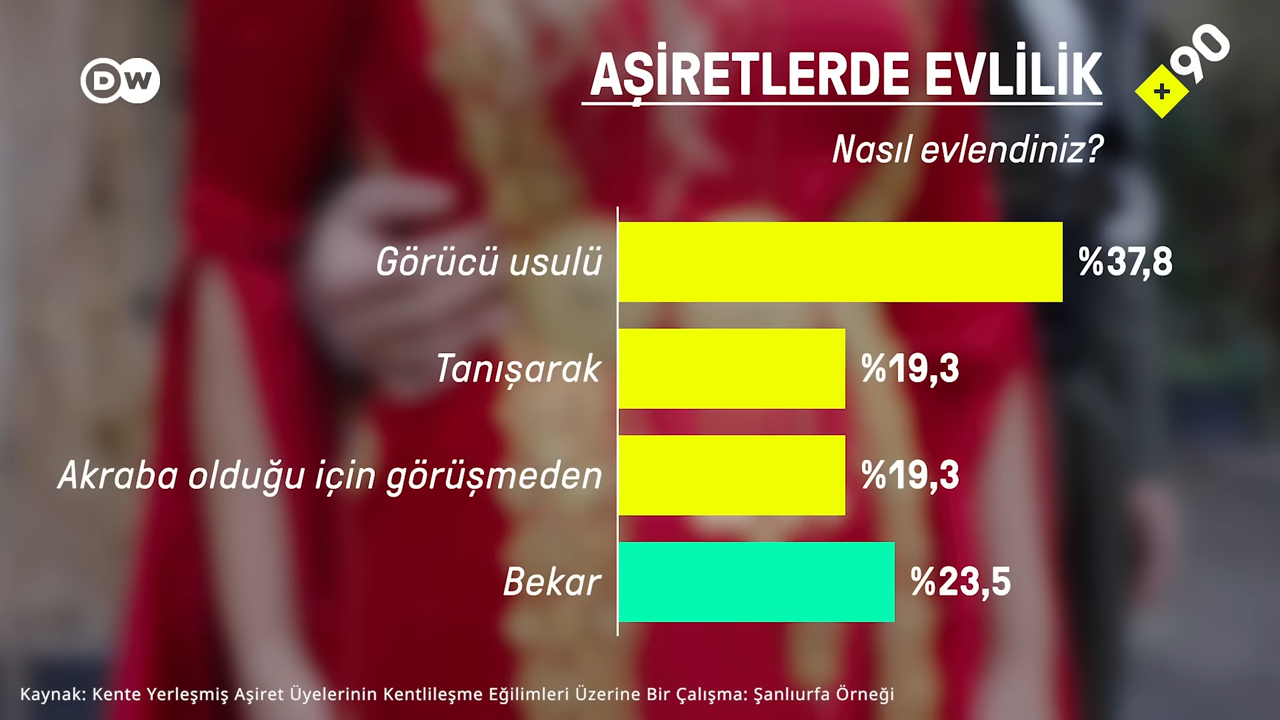 DW
AŞİRETLERDE EVLİLİK
+90
Nasıl evlendiniz?
Görücü usulü %37,8
Tanışarak %19,3
Akraba olduğu için görüşmeden %19,3
Bekar %23,5
Kaynak: Kente Yerleşmiş Aşiret Üyelerinin Kentlileşme Eğilimleri Üzerine Bir Çalışma: Şanlıurfa Örneği